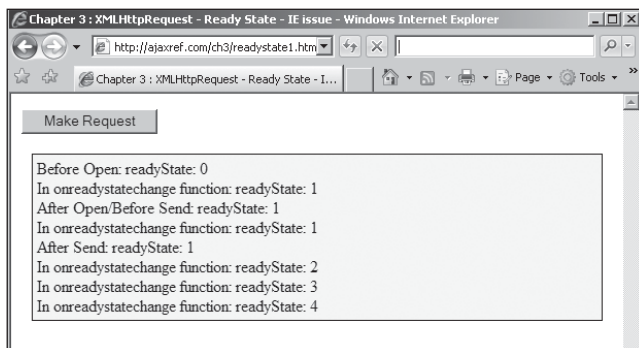 Chapter 3 : XMLHttpRequest - Ready State - IE issue - Windows Internet Explorer
http://ajaxref.com/ch3/readystate1.htm
Chapter 3 : XMLHttpRequest - Ready State - I...
Page
Tools
»
Make Request
Before Open: readyState: 0
In onreadystatechange function: readyState: 1
After Open/Before Send: readyState: 1
In onreadystatechange function: readyState: 1
After Send: readyState: 1
In onreadystatechange function: readyState: 2
In onreadystatechange function: readyState: 3
In onreadystatechange function: readyState: 4